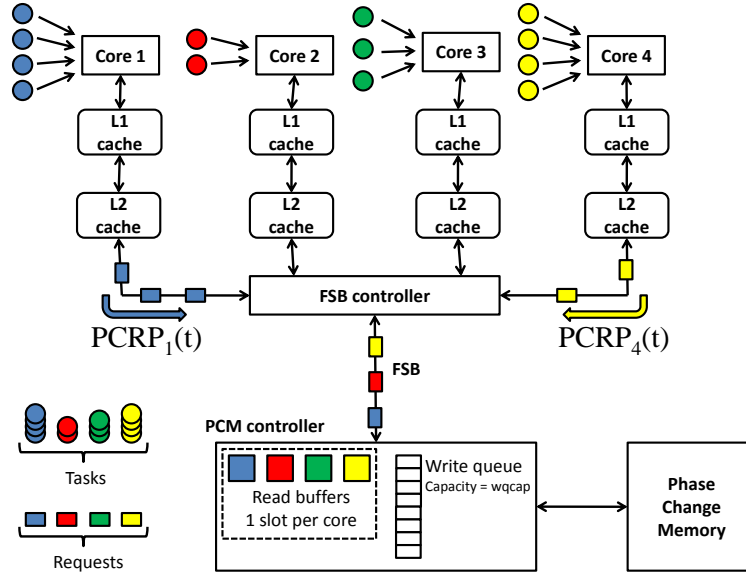 Core 1
Core 2
Core 3
Core 4
L1
cache
L1
cache
L1
cache
L1
cache
L2
cache
L2
cache
L2
cache
L2
cache
FSB controller
PCRP1(t)
PCRP4(t)
FSB
PCM controller
Read buffers
1 slot per core
Write queue
Capacity = wqcap
Phase
Change
Memory
Tasks
Requests